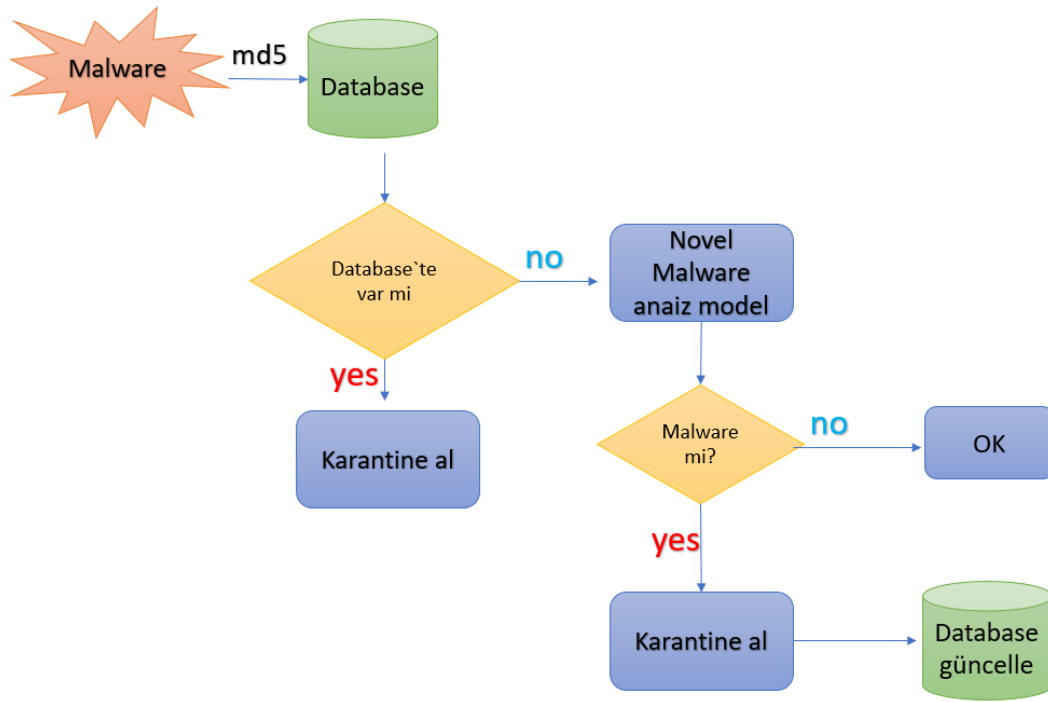 Malware
md5
Database
Database`te
var mi
no
Novel
Malware
anaiz model
yes
Karantine al
Malware
mi?
no
OK
yes
Karantine al
Database
güncelle